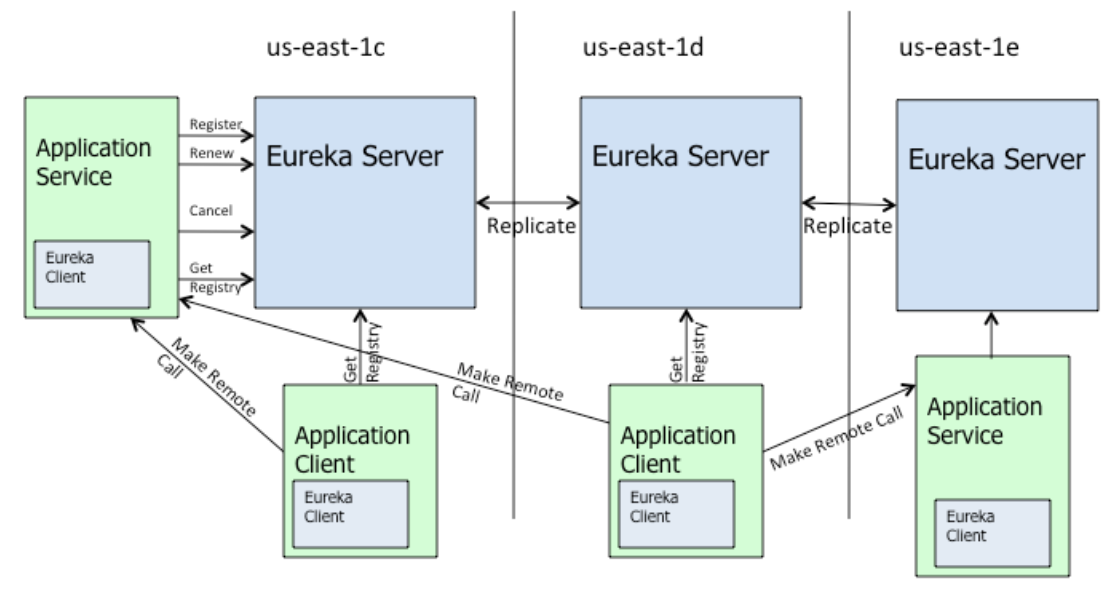 us-east-1c
us-east-1d
us-east-1e
Application
Service
Eureka
Client
Register
Renew
Cancel
Get
Registry
Eureka Server
Replicate
Eureka Server
Replicate
Eureka Server
Make Remote
Call
Get
Registry
Make Remote
Call
Get
Registry
Make Remote Call
Application
Client
Eureka
Client
Application
Client
Eureka
Client
Application
Service
Eureka
Client